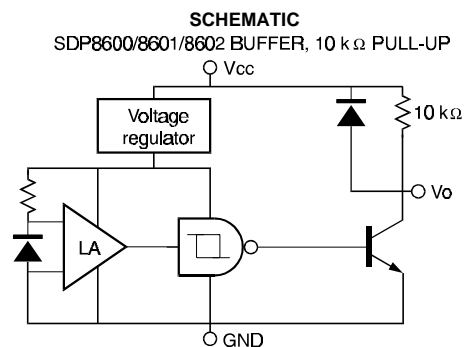 SCHEMATIC
SDP8600/8601/8602 BUFFER, 10 kΩ PULL-UP
Vcc
Voltage
regulator
10 kΩ
Vo
LA
GND